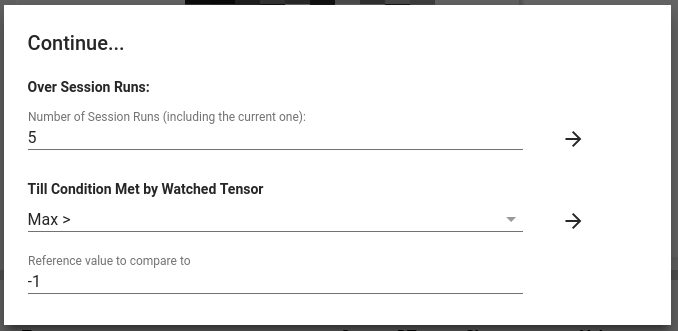 Continue...
Over Session Runs:
Number of Session Runs (including the current one):
5
Till Condition Met by Watched Tensor
Max >
Reference value to compare to
-1